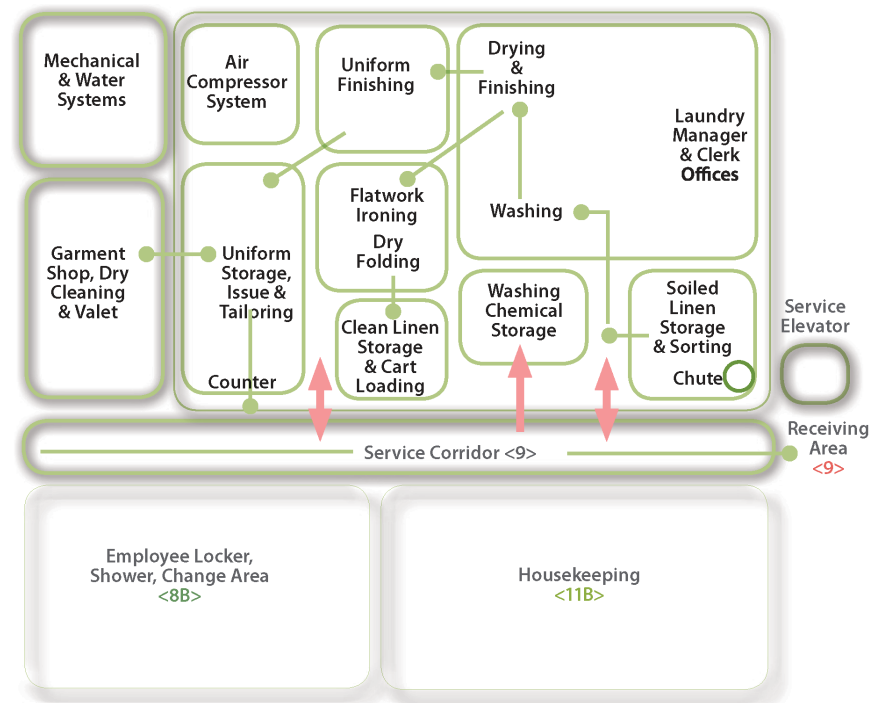 Mechanical
& Water
Systems
Air
Compressor
System
Uniform
Finishing
Drying
&
Finishing
Laundry
Manager
& Clerk
Offices
Flatwork
Ironing
Dry
Folding
Washing
Garment
Shop, Dry
Cleaning
& Valet
Uniform
Storage,
Issue &
Tailoring
Counter
Clean Linen
Storage
& Cart
Loading
Washing
Chemical
Storage
Soiled
Linen
Storage
& Sorting
Chute
Service
Elevator
Service Corridor <9>
Receiving
Area
<9>
Employee Locker,
Shower, Change Area
<8B>
Housekeeping
<11B>